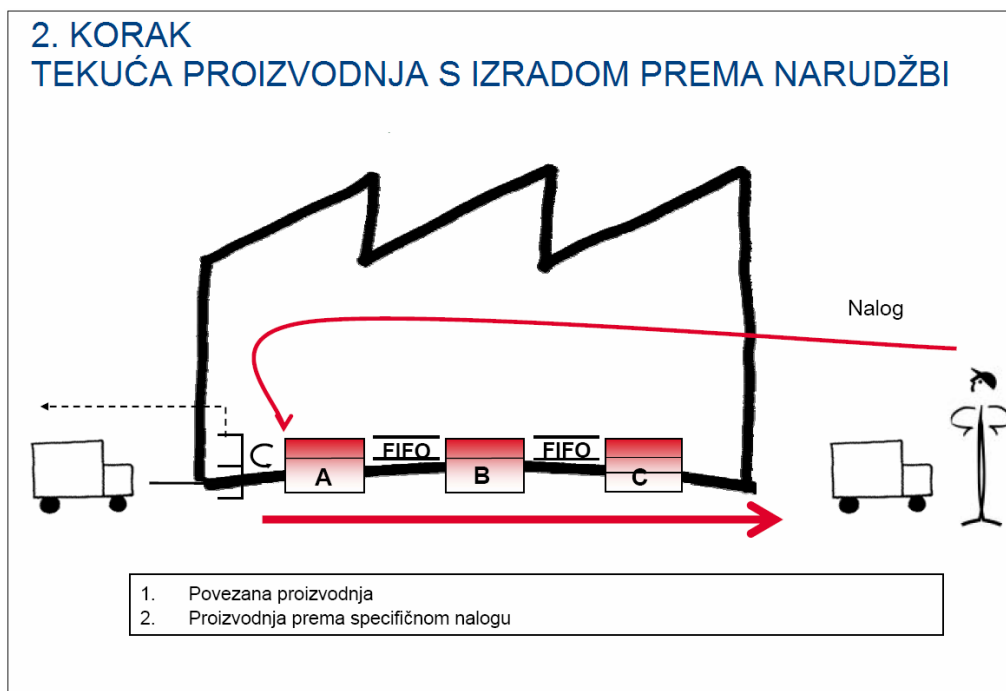 2. KORAK
TEKUĆA PROIZVODNJA S IZRADOM PREMA NARUDŽBI
Nalog
A FIFO B FIFO C
1. Povezana proizvodnja
2. Proizvodnja prema specifičnom nalogu